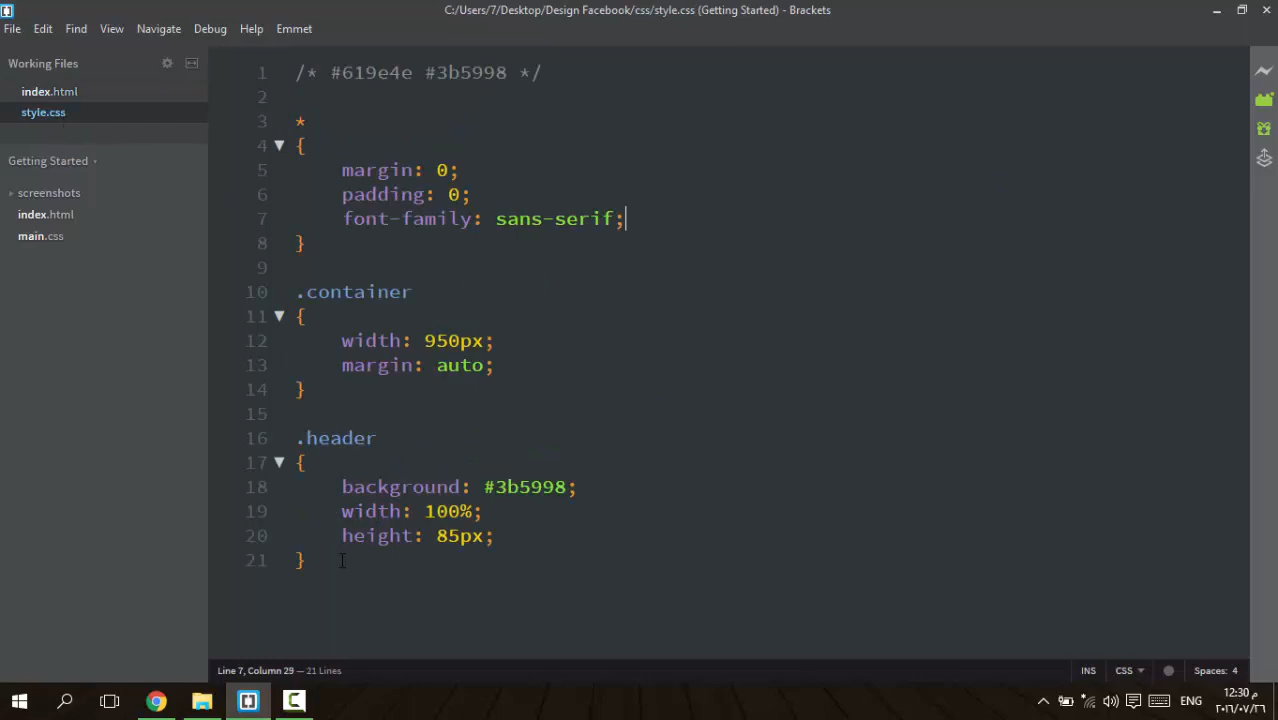 C:/Users/7/Desktop/Design Facebook/css/style.css (Getting Started) - Brackets
File Edit Find View Navigate Debug Help Emmet
Working Files
index.html
style.css
Getting Started
screenshots
index.html
main.css
1 /* #619e4e #3b5998 */
2
3 *
4 {
5 margin: 0;
6 padding: 0;
7 font-family: sans-serif;
8 }
9
10 .container
11 {
12 width: 950px;
13 margin: auto;
14 }
15
16 .header
17 {
18 background: #3b5998;
19 width: 100%;
20 height: 85px;
21 }
Line 7, Column 29 — 21 Lines
INS CSS Spaces: 4
ENG
12:30 م
٢٠١٦/٠٧/٢٦